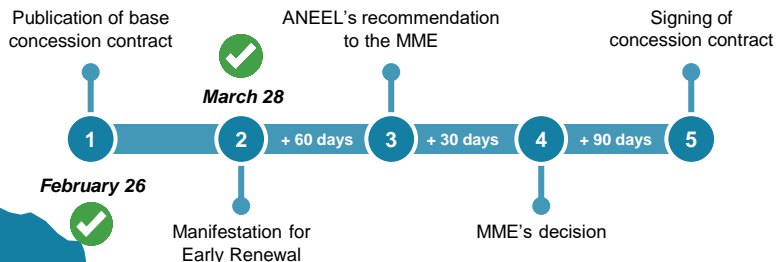 Publication of base
concession contract
ANEEL's recommendation
to the MME
Signing of
concession contract
March 28
1
2
+ 60 days
3
+ 30 days
4
+ 90 days
5
February 26
Manifestation for
Early Renewal
MME's decision